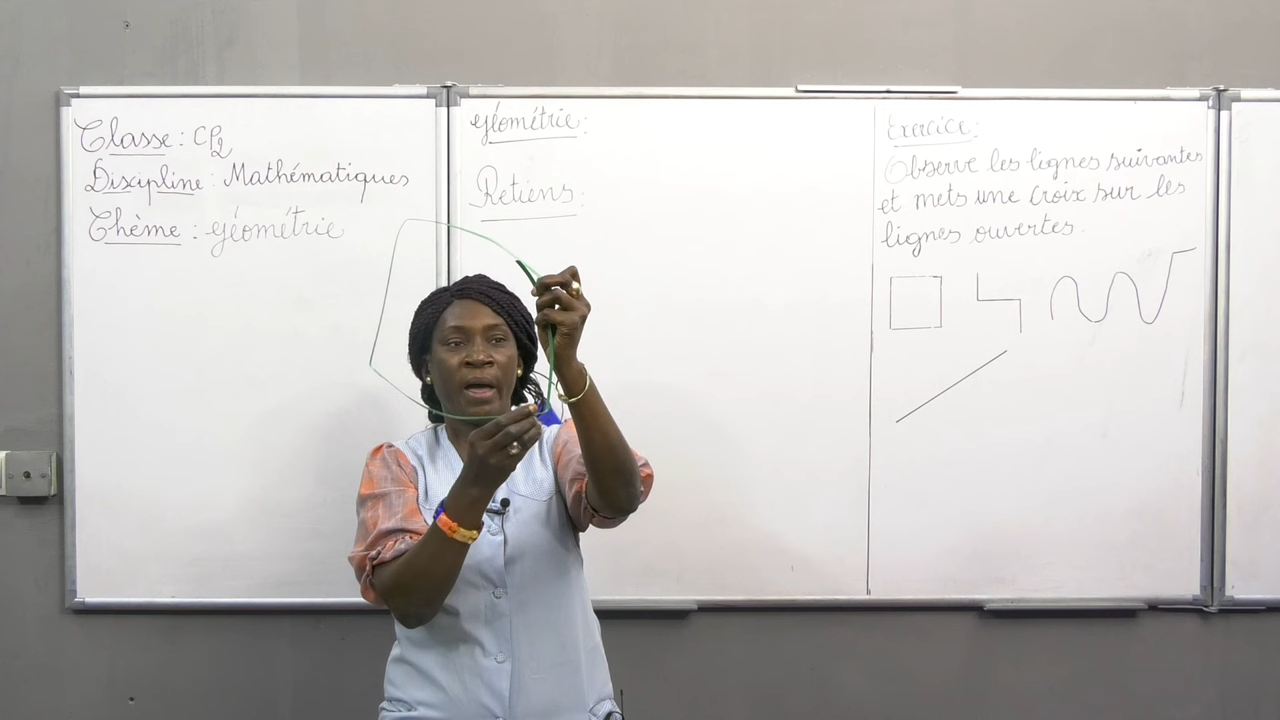 Classe : CP2
Discipline : Mathématiques
Thème : géométrie
géométrie :
Retiens :
Exercice :
Observe les lignes suivantes
et mets une croix sur les
lignes ouvertes.